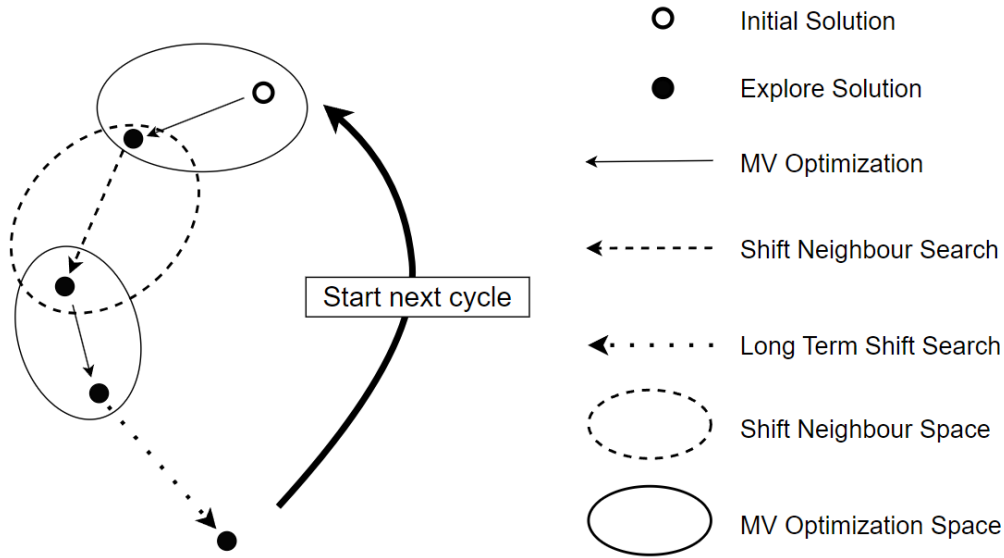 Initial Solution
Explore Solution
MV Optimization
Shift Neighbour Search
Start next cycle
Long Term Shift Search
Shift Neighbour Space
MV Optimization Space